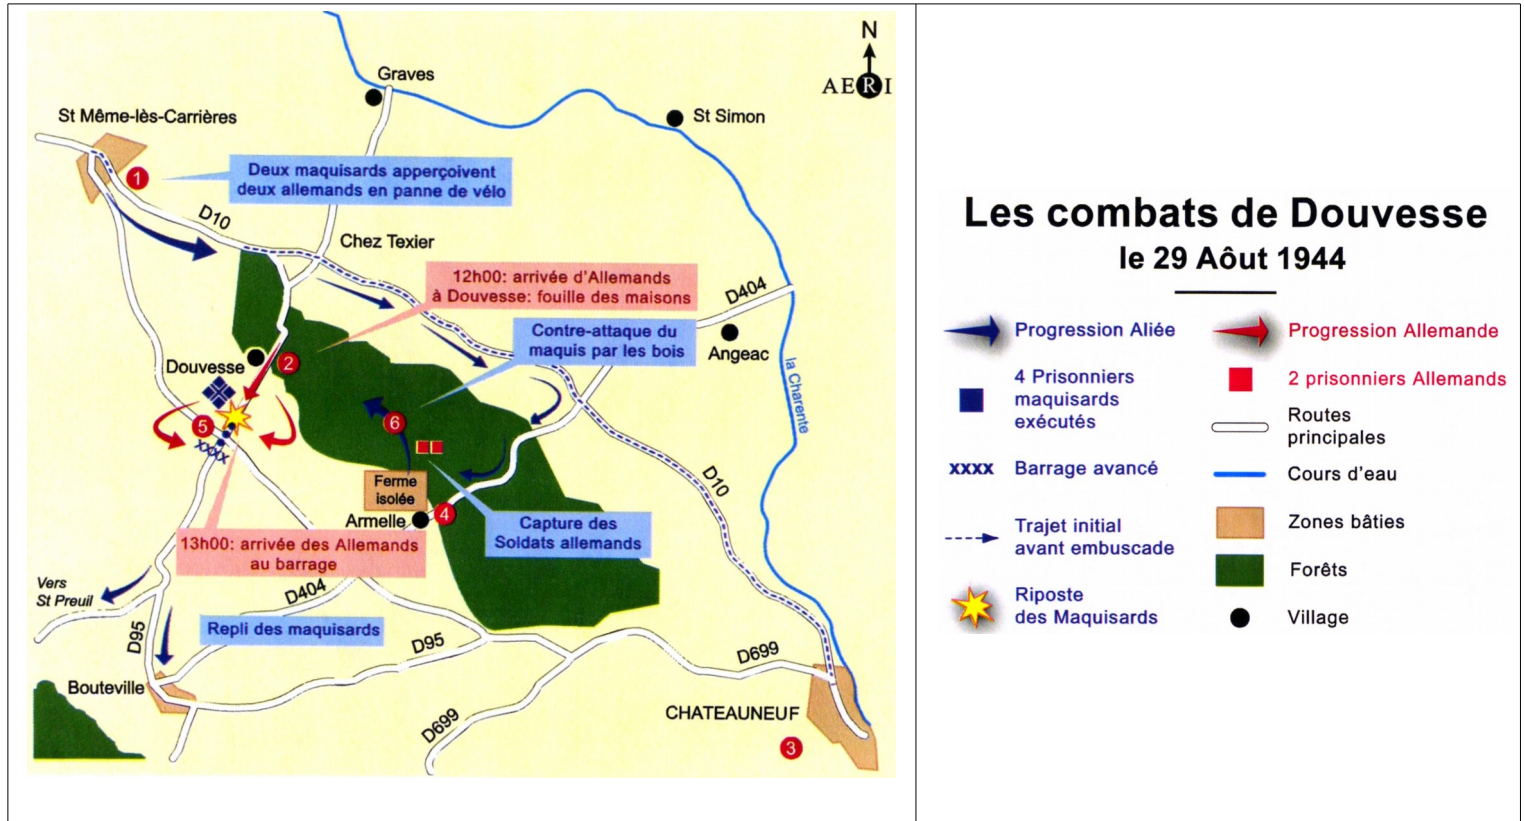 N
AERI
Graves
St Même-lès-Carrières
St Simon
1
Deux maquisards apperçoivent
deux allemands en panne de vélo
D10
Chez Texier
12h00: arrivée d'Allemands
à Douvesse: fouille des maisons
D404
Contre-attaque du
maquis par les bois
Angeac
la Charente
Douvesse
2
5
6
xxxx
D10
Ferme
isolée
Armelle
4
Capture des
Soldats allemands
13h00: arrivée des Allemands
au barrage
Vers
St Preuil
D404
D95
Repli des maquisards
D95
D699
Bouteville
CHATEAUNEUF
D699
3
Les combats de Douvesse
le 29 Aôut 1944
Progression Aliée
Progression Allemande
4 Prisonniers
maquisards
exécutés
2 prisonniers Allemands
Routes
principales
xxxx
Barrage avancé
Cours d'eau
Trajet initial
avant embuscade
Zones bâties
Forêts
Riposte
des Maquisards
Village